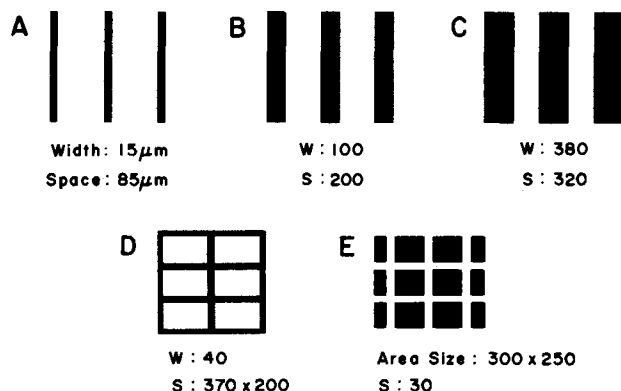 A
B
C
Width: 15μm
Space: 85μm
W: 100
S: 200
W: 380
S: 320
D
E
W: 40
S: 370 x 200
Area Size: 300 x 250
S: 30